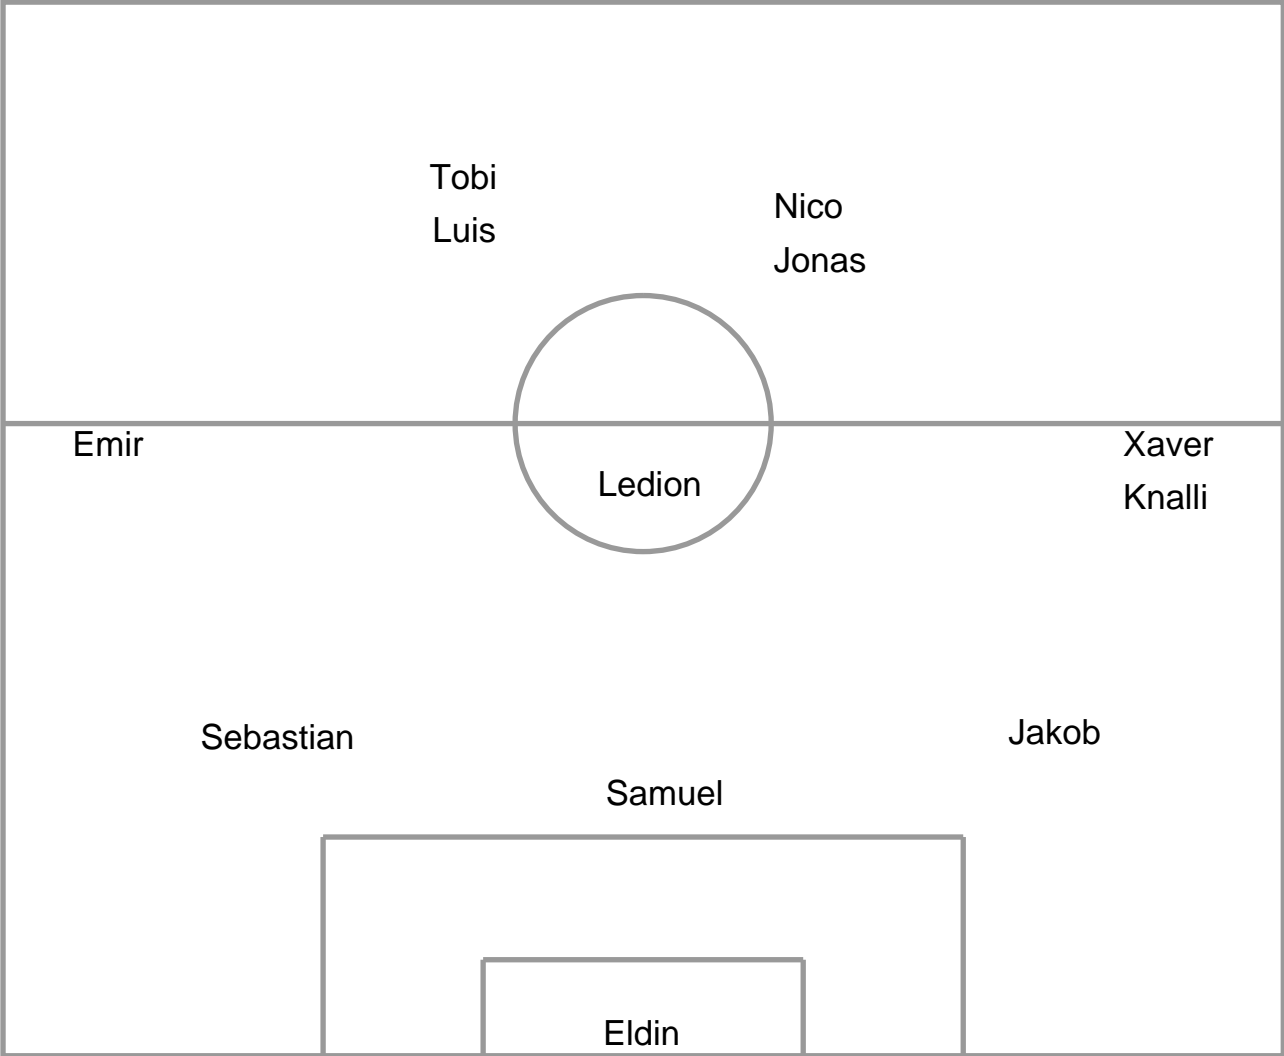 Tobi
Luis
Nico
Jonas
Emir
Ledion
Xaver
Knalli
Sebastian
Jakob
Samuel
Eldin